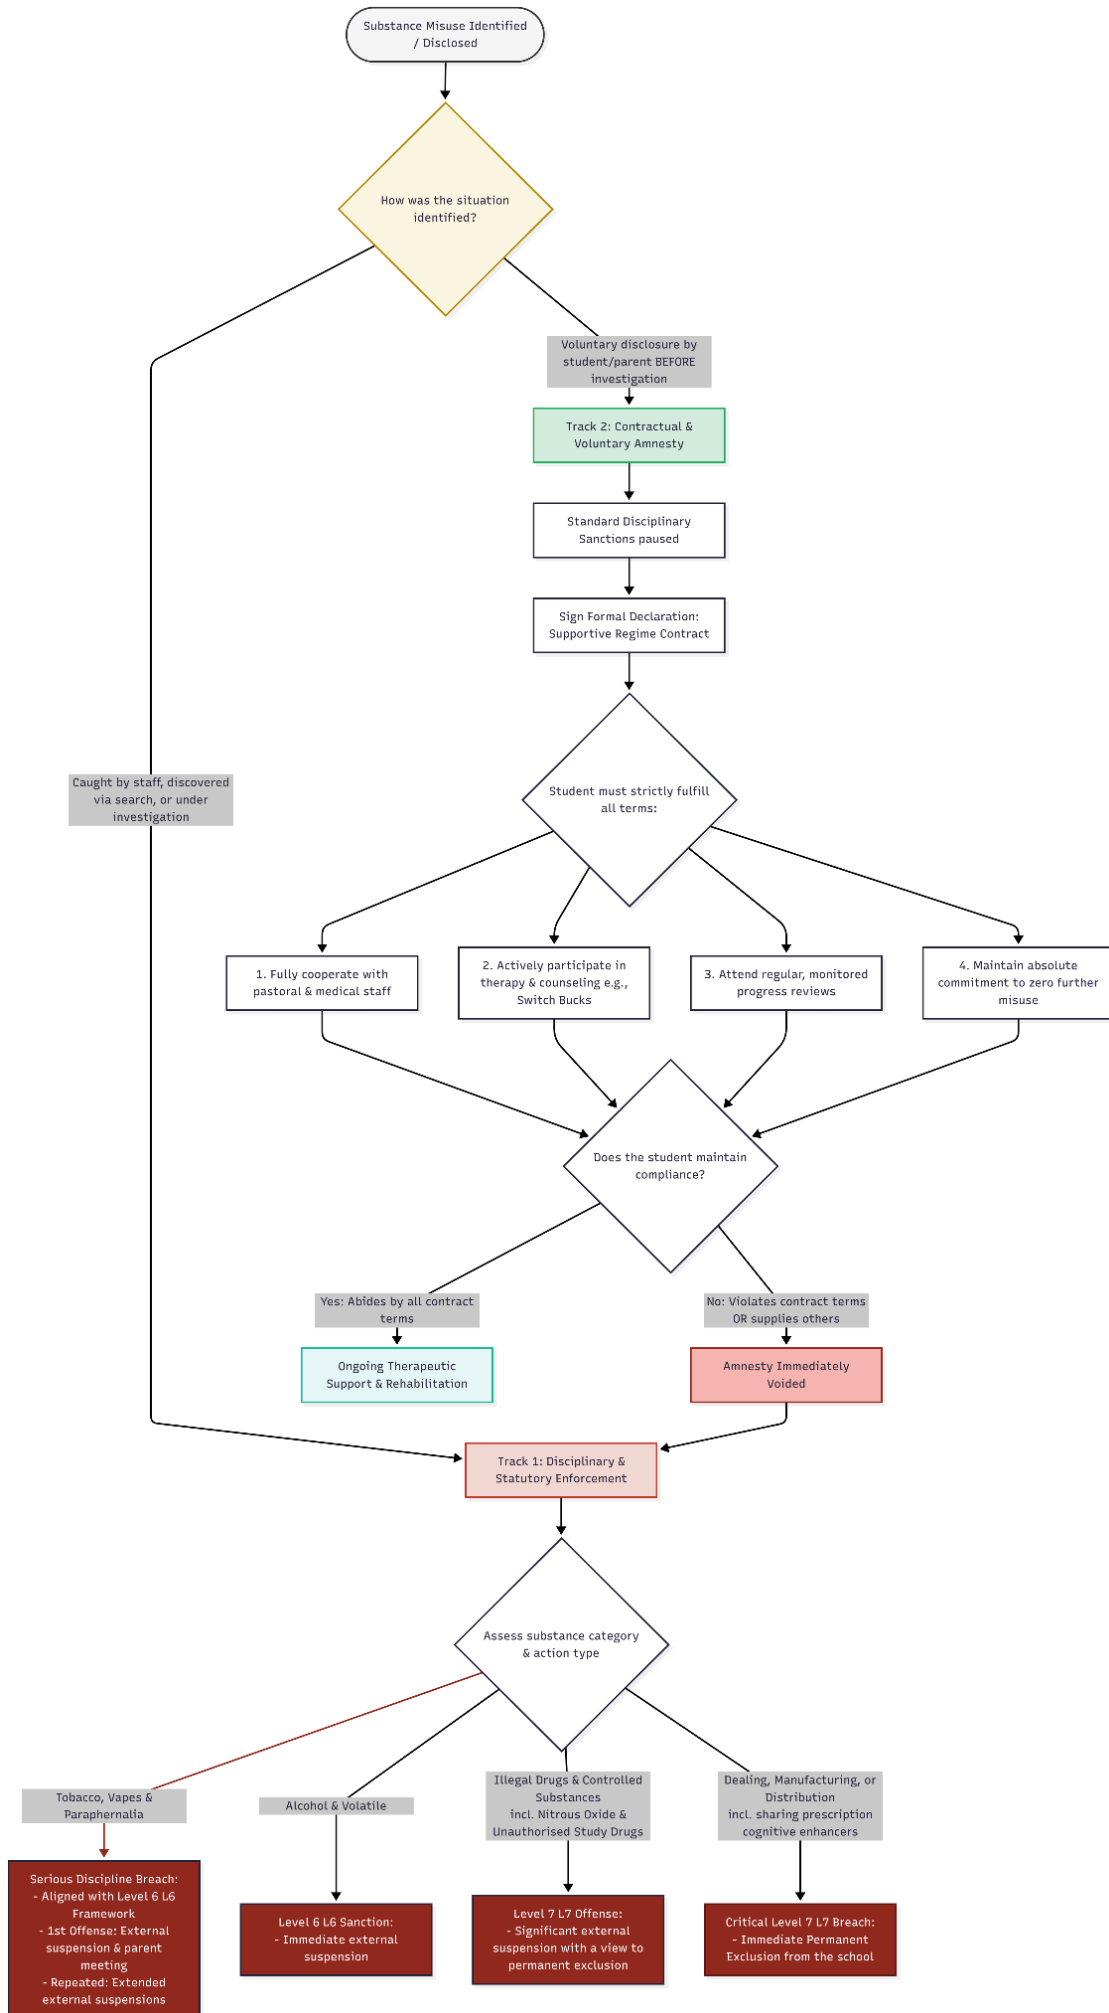 Substance Misuse Identified
/ Disclosed
How was the situation
identified?
Voluntary disclosure by
student/parent BEFORE
investigation
Track 2: Contractual &
Voluntary Amnesty
Standard Disciplinary
Sanctions paused
Sign Formal Declaration:
Supportive Regime Contract
Caught by staff, discovered
via search, or under
investigation
Student must strictly fulfill
all terms:
1. Fully cooperate with
pastoral & medical staff
2. Actively participate in
therapy & counseling e.g.,
Switch Bucks
3. Attend regular, monitored
progress reviews
4. Maintain absolute
commitment to zero further
misuse
Does the student maintain
compliance?
Yes: Abides by all contract
terms
No: Violates contract terms
OR supplies others
Ongoing Therapeutic
Support & Rehabilitation
Amnesty Immediately
Voided
Track 1: Disciplinary &
Statutory Enforcement
Assess substance category
& action type
Tobacco, Vapes &
Paraphernalia
Alcohol & Volatile
Illegal Drugs & Controlled
Substances
incl. Nitrous Oxide &
Unauthorised Study Drugs
Dealing, Manufacturing, or
Distribution
incl. sharing prescription
cognitive enhancers
Serious Discipline Breach:
- Aligned with Level 6 L6
Framework
- 1st Offense: External
suspension & parent
meeting
- Repeated: Extended
external suspensions
Level 6 L6 Sanction:
- Immediate external
suspension
Level 7 L7 Offense:
- Significant external
suspension with a view to
permanent exclusion
Critical Level 7 L7 Breach:
- Immediate Permanent
Exclusion from the school